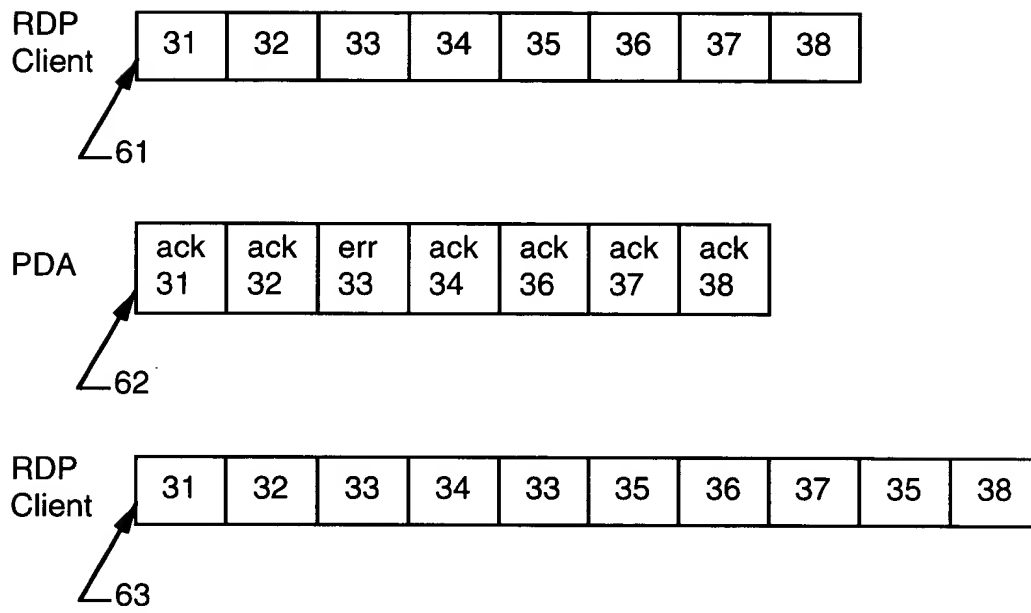 RDP
Client
31 32 33 34 35 36 37 38
61
PDA
ack ack err ack ack ack ack
31 32 33 34 36 37 38
62
RDP
Client
31 32 33 34 33 35 36 37 35 38
63